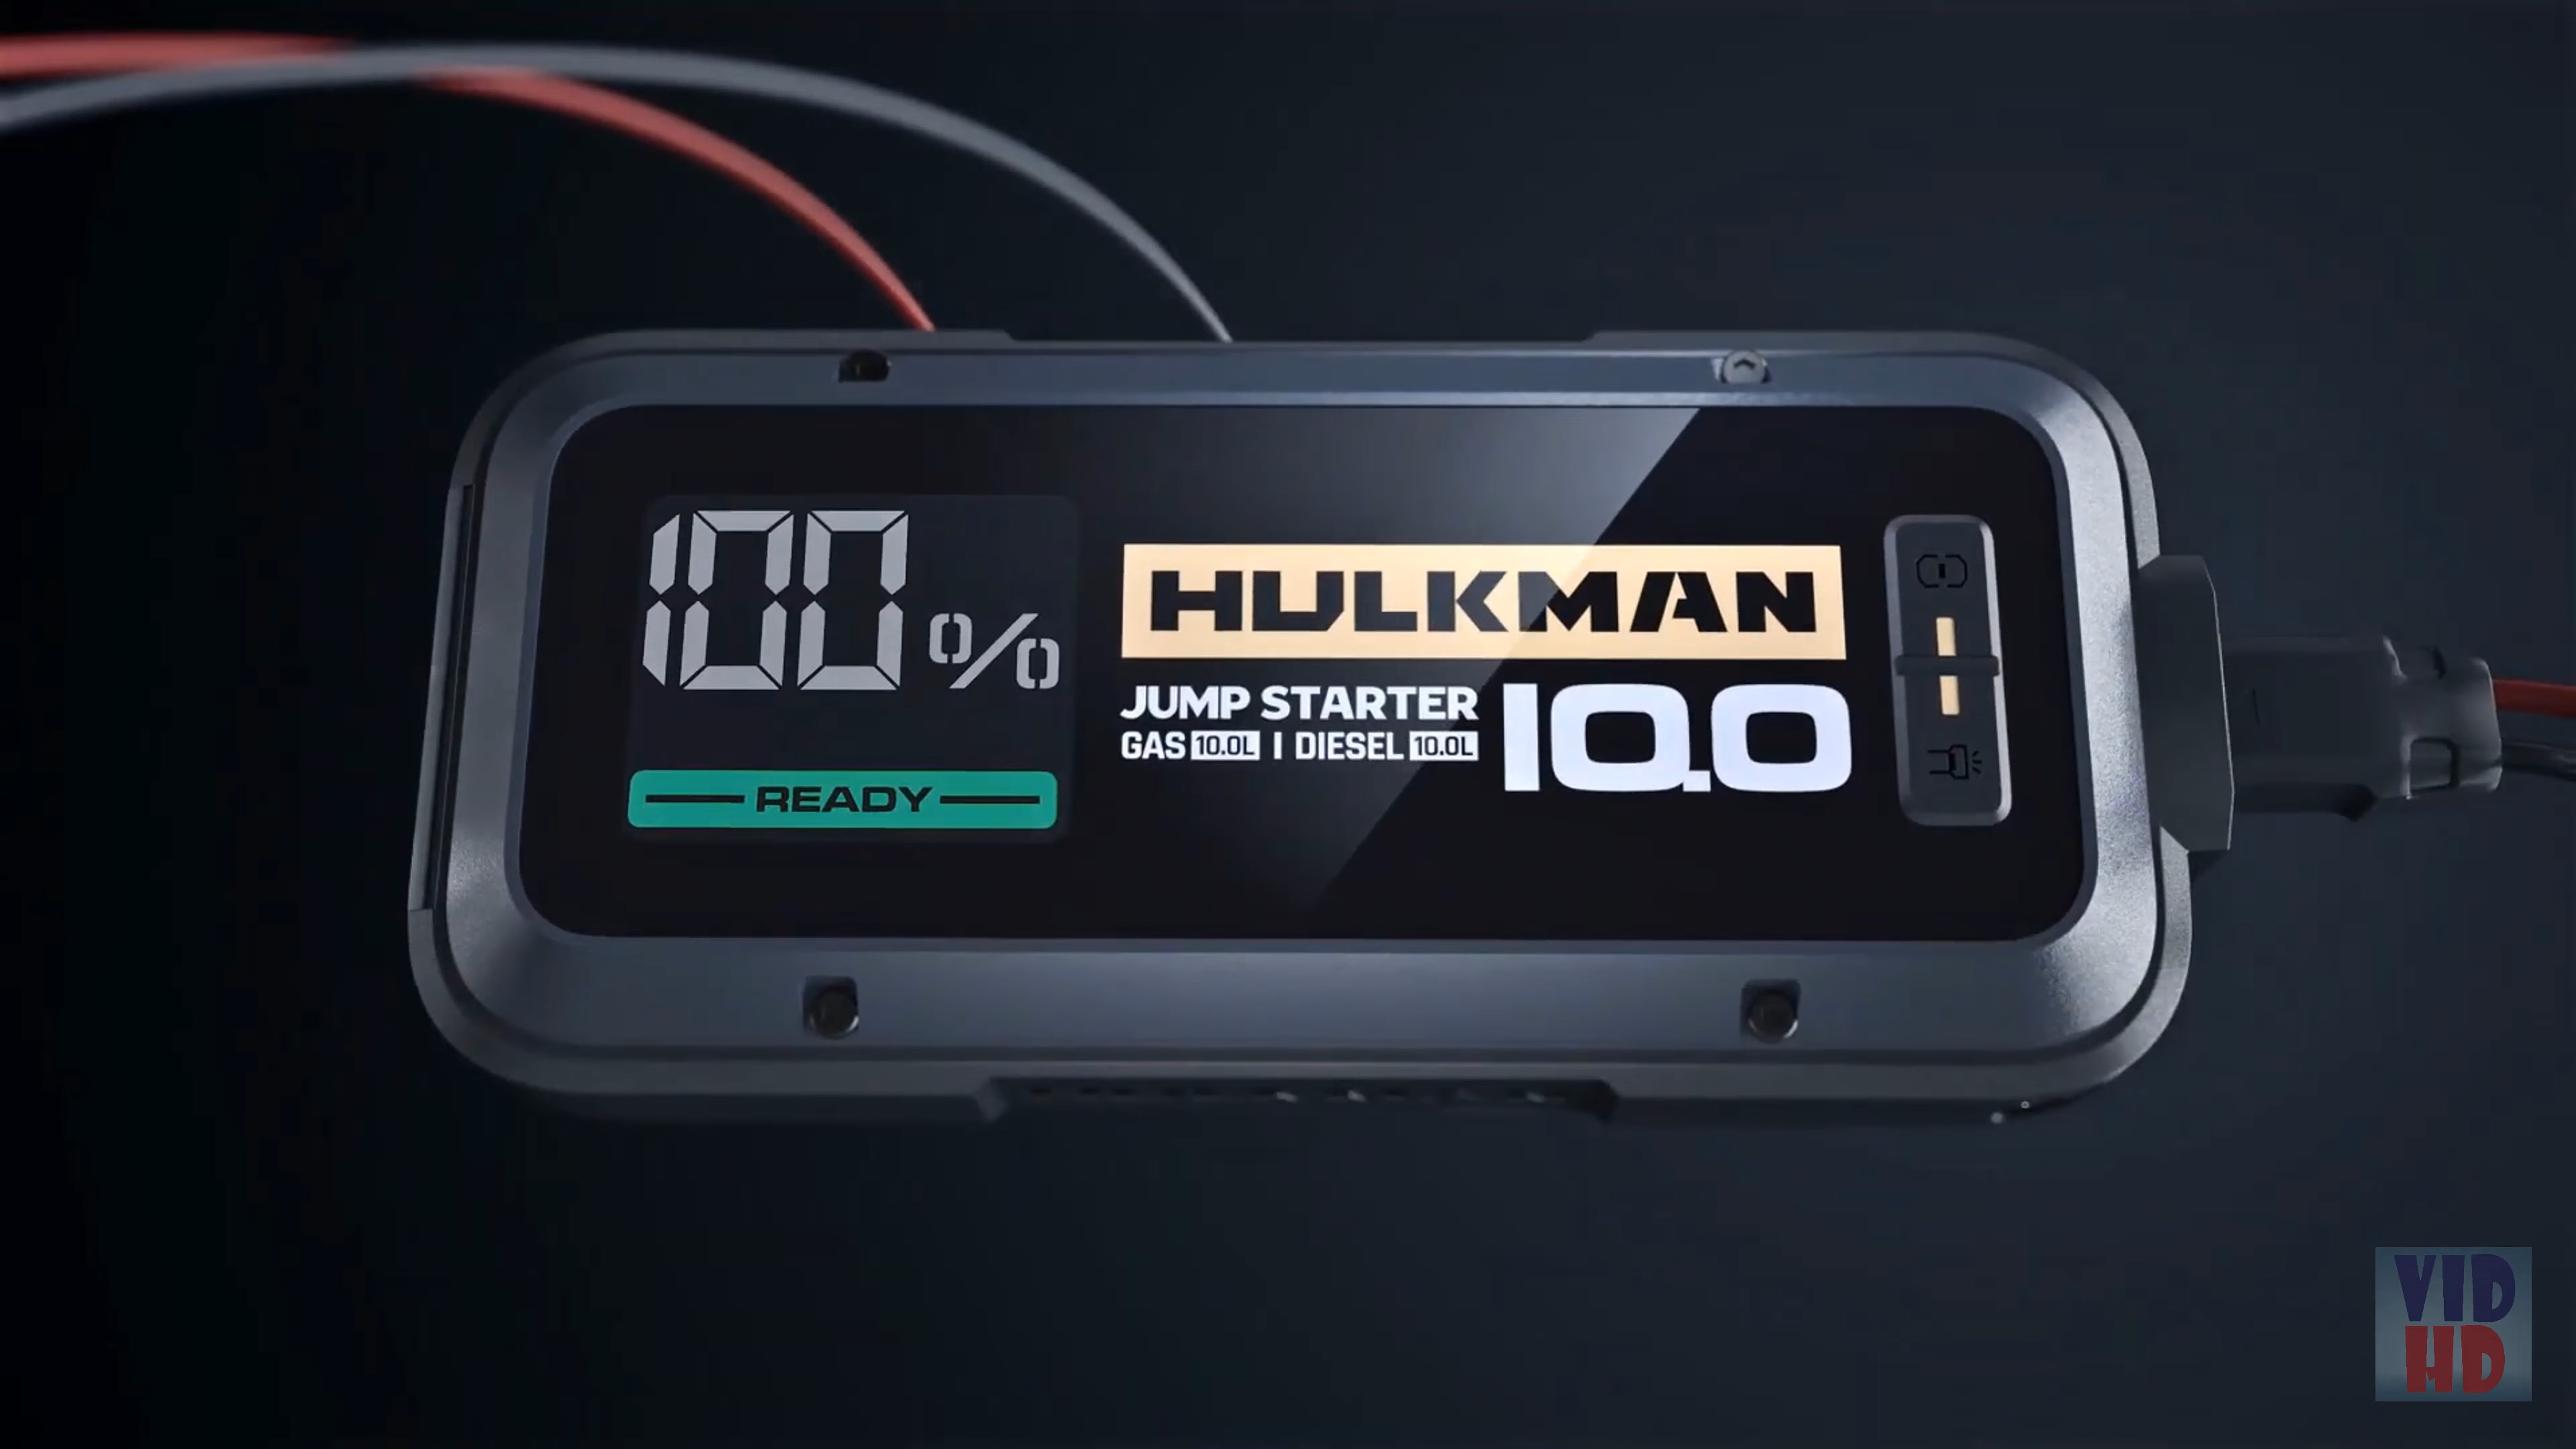 100%
READY
HULKMAN
JUMP STARTER
GAS 10.0L | DIESEL 10.0L
10.0
VID
HD